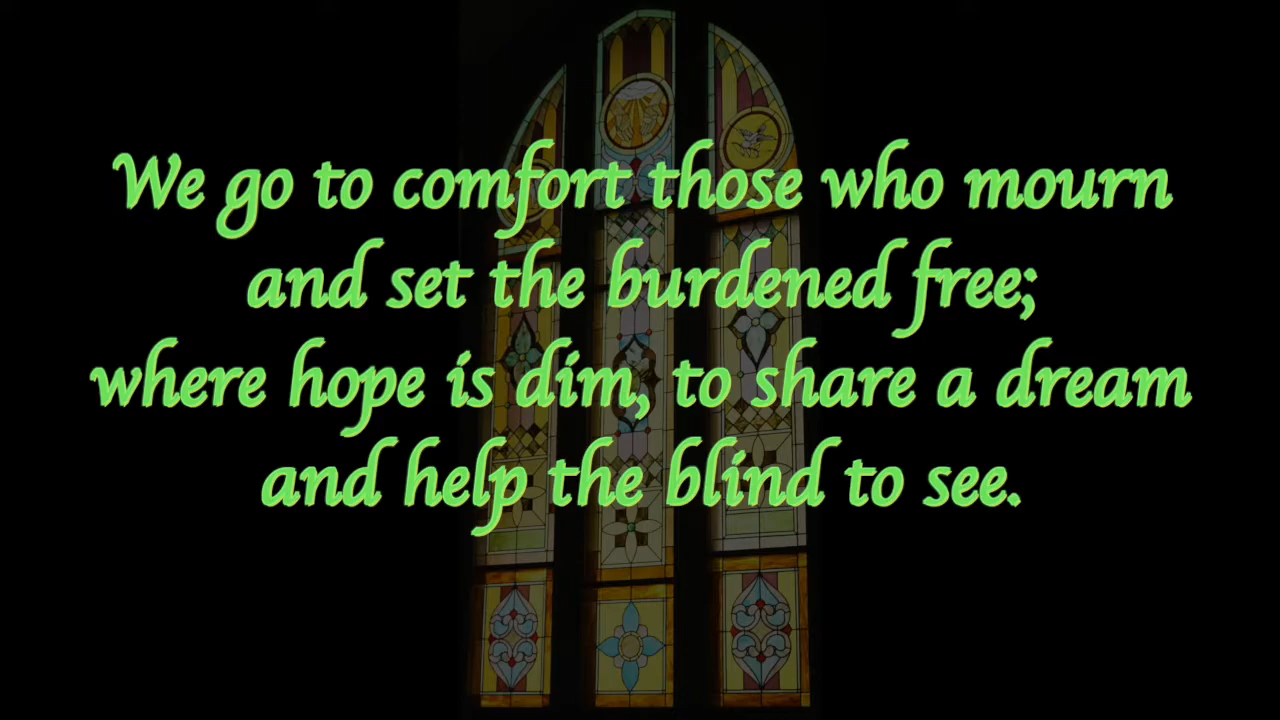 We go to comfort those who mourn
and set the burdened free;
where hope is dim, to share a dream
and help the blind to see.